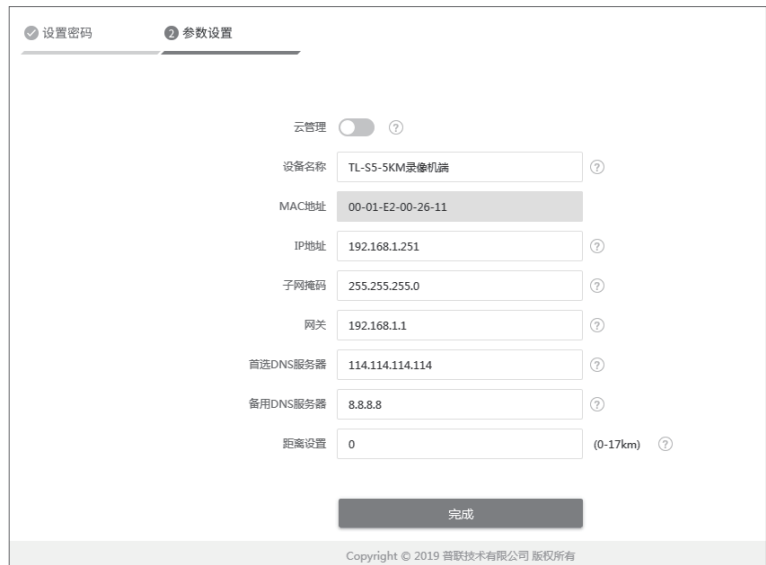 设置密码 2 参数设置
云管理 ?
设备名称 TL-S5-5KM录像机端 ?
MAC地址 00-01-E2-00-26-11
IP地址 192.168.1.251 ?
子网掩码 255.255.255.0 ?
网关 192.168.1.1 ?
首选DNS服务器 114.114.114.114 ?
备用DNS服务器 8.8.8.8 ?
距离设置 0 (0-17km) ?
完成
Copyright © 2019 普联技术有限公司 版权所有